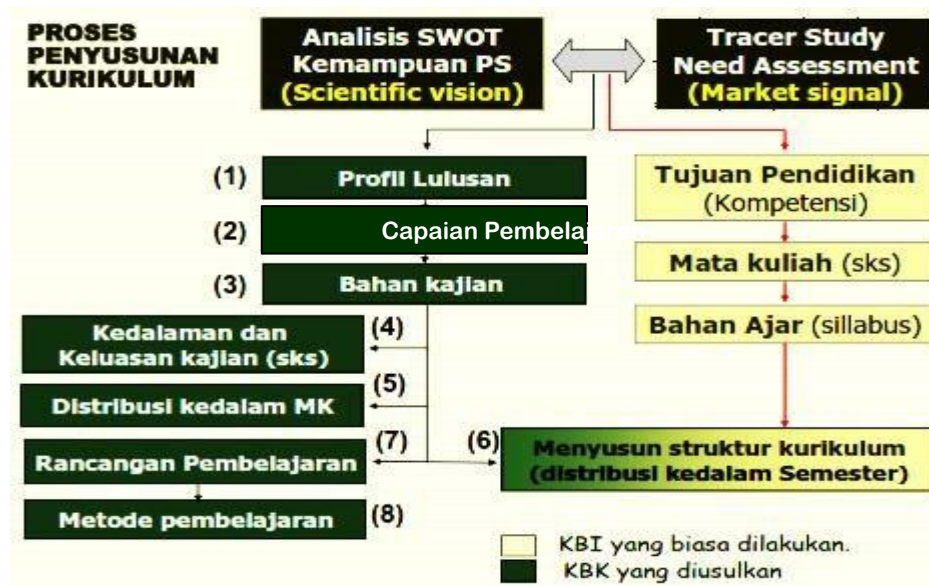 PROSES
PENYUSUNAN
KURIKULUM
Analisis SWOT
Kemampuan PS
(Scientific vision)
Tracer Study
Need Assessment
(Market signal)
(1)
Profil Lulusan
(2)
Capaian Pembelaj
(3)
Bahan kajian
Tujuan Pendidikan
(Kompetensi)
Mata kuliah (sks)
Bahan Ajar (sillabus)
Kedalaman dan
Keluasan kajian (sks)
(4)
Distribusi kedalam MK
(5)
Rancangan Pembelajaran
(7)
(6)
Menyusun struktur kurikulum
(distribusi kedalam Semester)
Metode pembelajaran
(8)
KBI yang biasa dilakukan.
KBK yang diusulkan